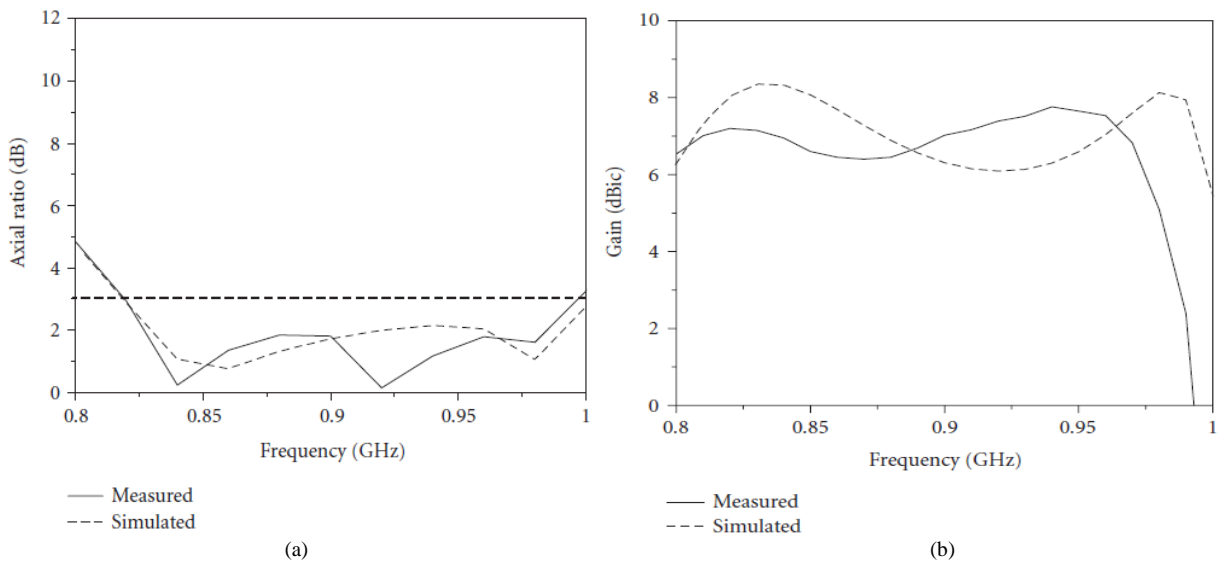 12
10
8
6
4
2
0
Axial ratio (dB)
0.8
0.85
0.9
0.95
1
Frequency (GHz)
Measured
Simulated
(a)
10
8
6
4
2
0
Gain (dBic)
0.8
0.85
0.9
0.95
1
Frequency (GHz)
Measured
Simulated
(b)